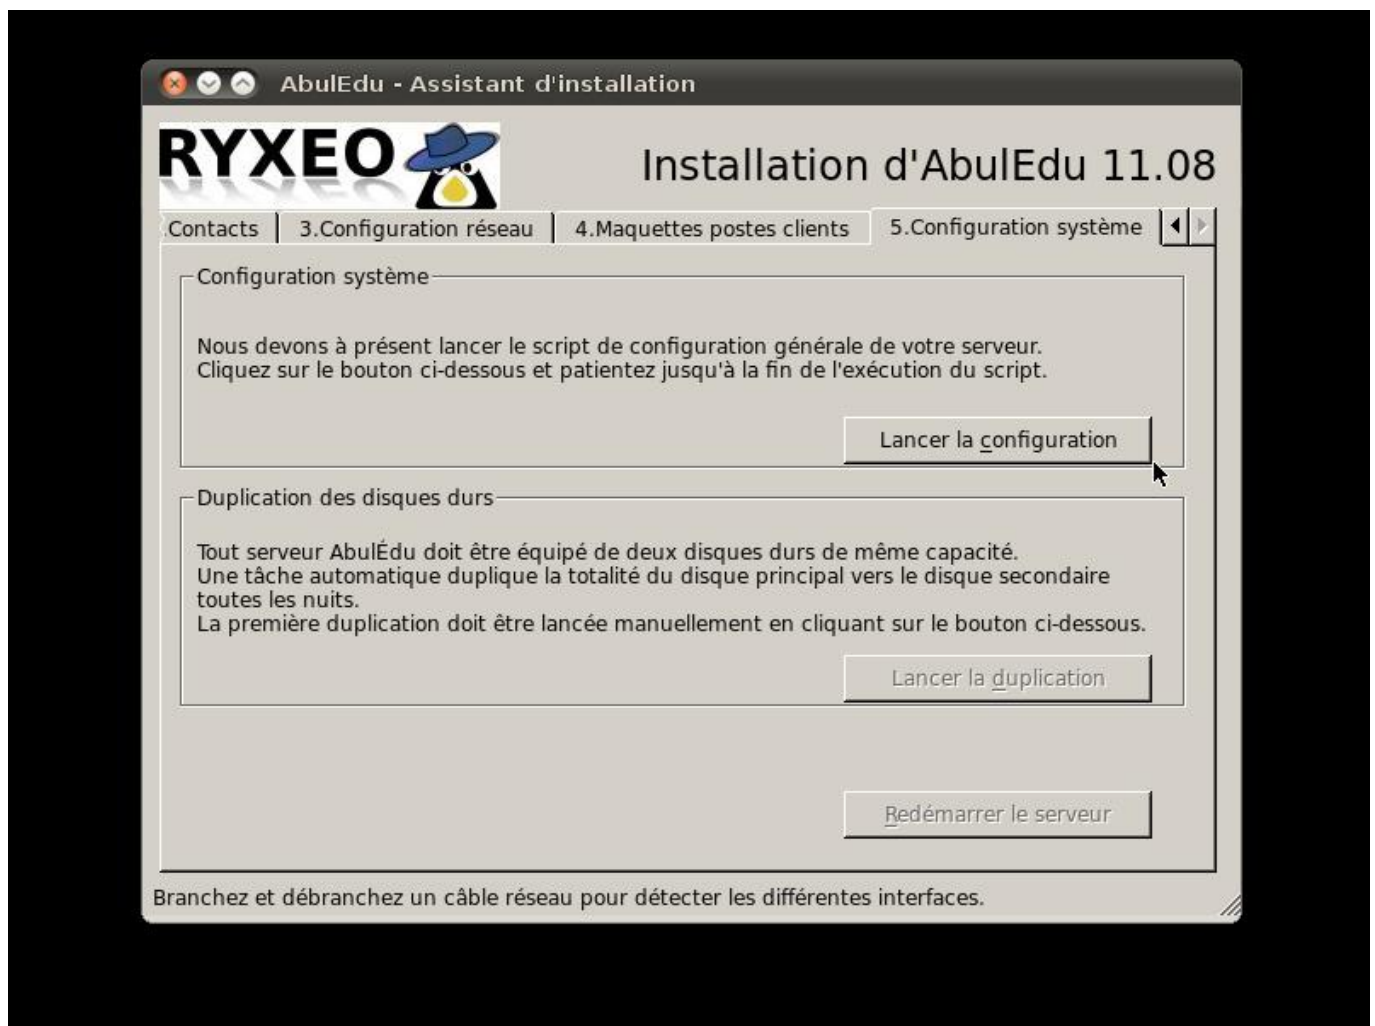 AbulEdu - Assistant d'installation
RYXEO
Installation d'AbulEdu 11.08
Contacts
3.Configuration réseau
4.Maquettes postes clients
5.Configuration système
Configuration système
Nous devons à présent lancer le script de configuration générale de votre serveur.
Cliquez sur le bouton ci-dessous et patientez jusqu'à la fin de l'exécution du script.
Lancer la configuration
Duplication des disques durs
Tout serveur AbulÉdu doit être équipé de deux disques durs de même capacité.
Une tâche automatique duplique la totalité du disque principal vers le disque secondaire
toutes les nuits.
La première duplication doit être lancée manuellement en cliquant sur le bouton ci-dessous.
Lancer la duplication
Redémarrer le serveur
Branchez et débranchez un câble réseau pour détecter les différentes interfaces.